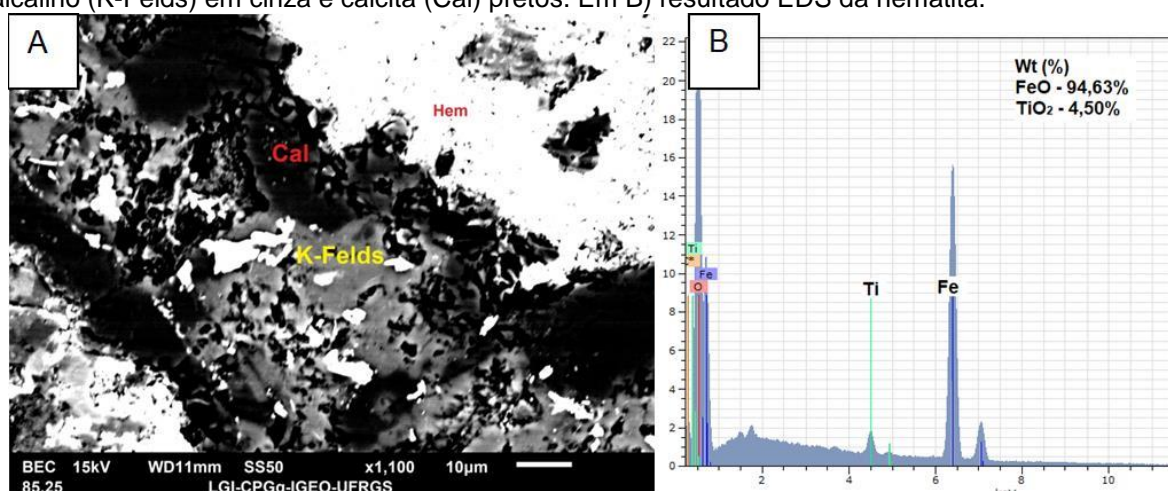 alcalino (K-Felds) em cinza e calcita (Cal) pretos. Em B) resultado EDS da hematita.
A
Hem
Cal
K-Felds
BEC 15kV WD11mm SS50 x1,100 10µm
85.25 LGI-CPGq-IGEO-UFRGS
B
Wt (%)
FeO - 94,63%
TiO₂ - 4,50%
22
20
18
16
14
12
10
8
6
4
2
0
Ti
Fe
O
Ti
Fe
2
4
6
8
10